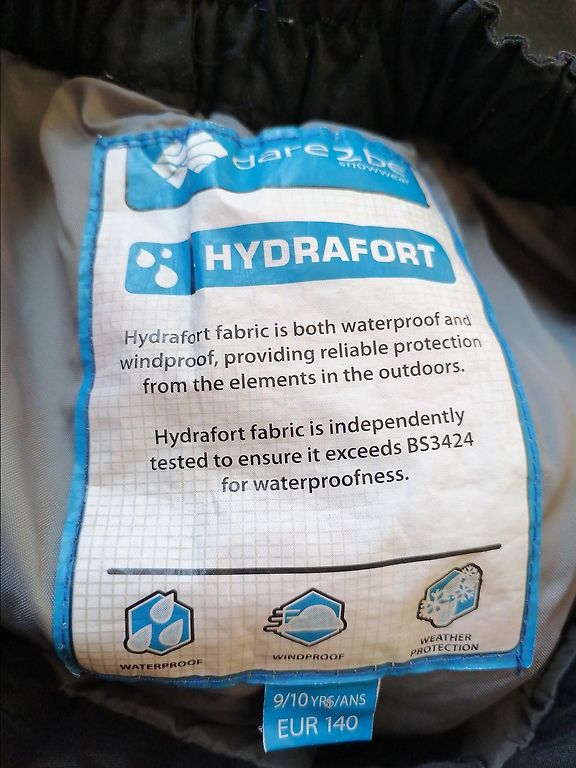 dare2be
snowwear
HYDRAFORT
Hydrafort fabric is both waterproof and
windproof, providing reliable protection
from the elements in the outdoors.
Hydrafort fabric is independently
tested to ensure it exceeds BS3424
for waterproofness.
WATERPROOF
WINDPROOF
WEATHER
PROTECTION
9/10 YRS/ANS
EUR 140